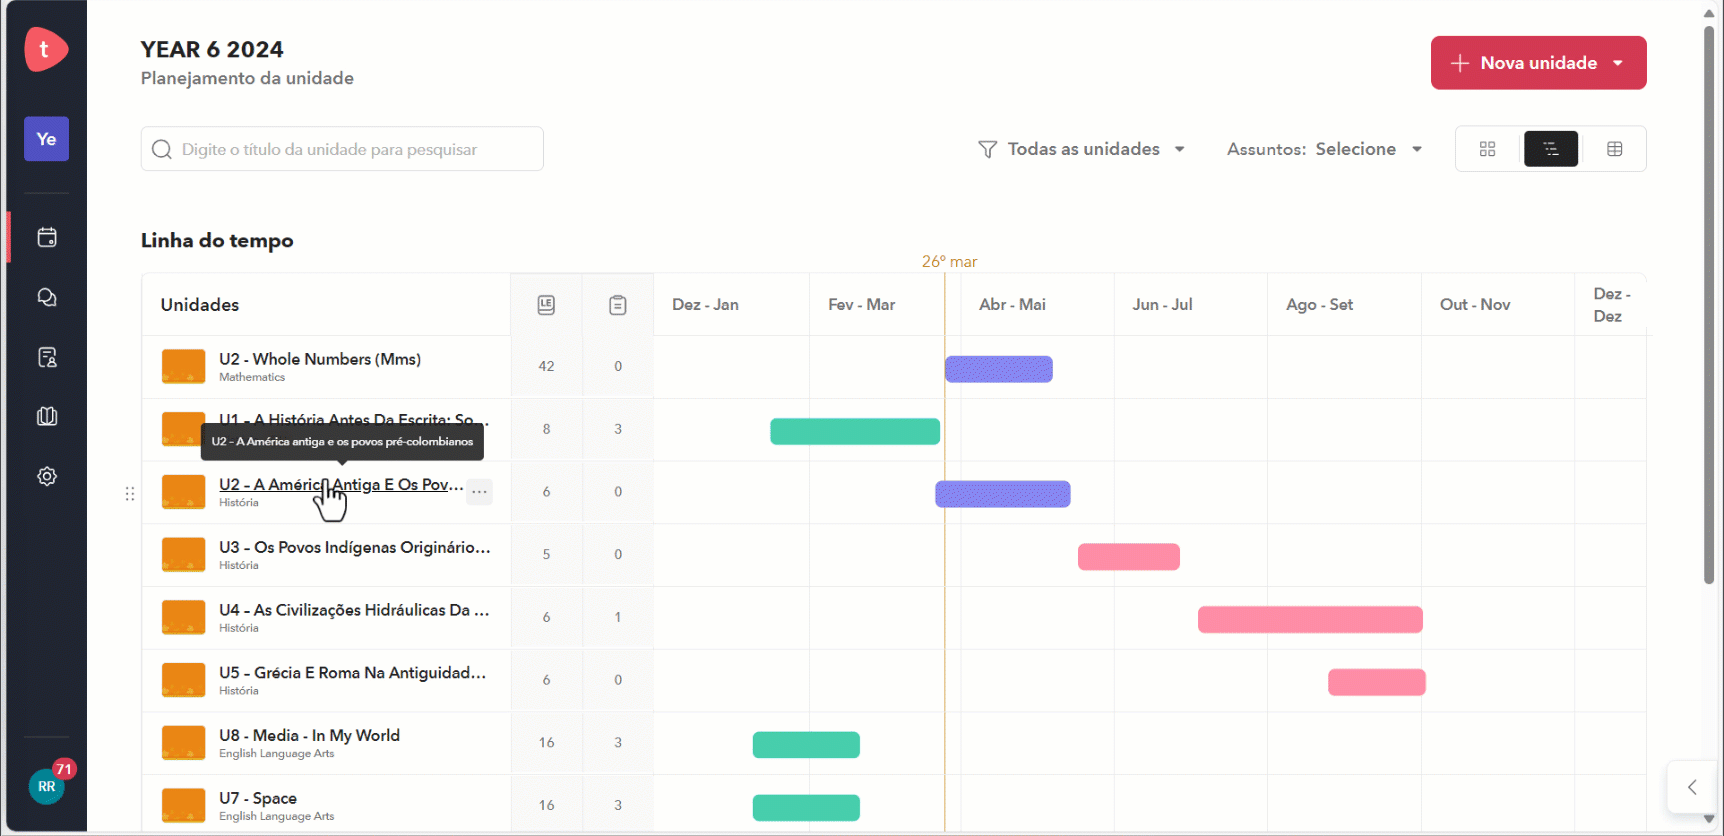 t
YEAR 6 2024
Planejamento da unidade
Nova unidade
Ye
Digite o título da unidade para pesquisar
Todas as unidades
Assuntos: Selecione
Linha do tempo
26º mar
Unidades
LE
Dez - Jan
Fev - Mar
Abr - Mai
Jun - Jul
Ago - Set
Out - Nov
Dez -
Dez
U2 - Whole Numbers (Mms)
Mathematics
42
0
U1 - A História Antes Da Escrita: So...
8
3
U2 – A América antiga e os povos pré-colombianos
U2 – A América Antiga E Os Pov...
História
6
0
U3 – Os Povos Indígenas Originário...
História
5
0
U4 – As Civilizações Hidráulicas Da ...
História
6
1
U5 – Grécia E Roma Na Antiguidad...
História
6
0
U8 - Media - In My World
English Language Arts
16
3
U7 - Space
English Language Arts
16
3
71
RR